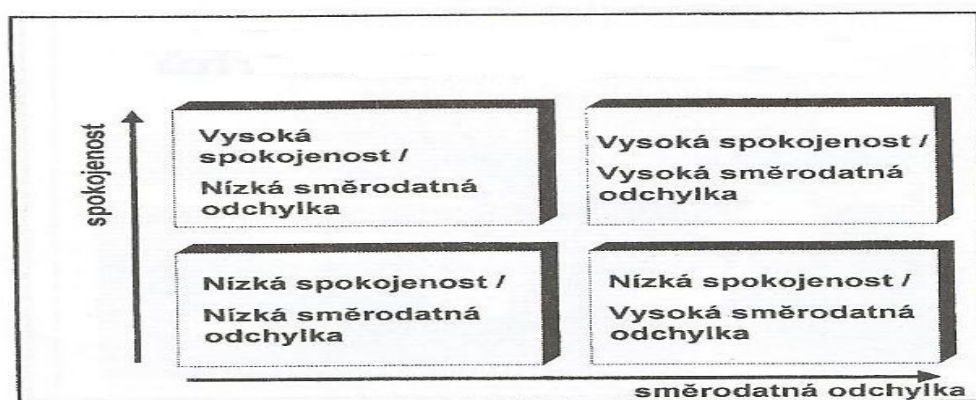 spokojenost
Vysoká
spokojenost /
Nízká směrodatná
odchylka
Vysoká spokojenost /
Vysoká směrodatná
odchylka
Nízká spokojenost /
Nízká směrodatná
odchylka
Nízká spokojenost /
Vysoká směrodatná
odchylka
směrodatná odchylka